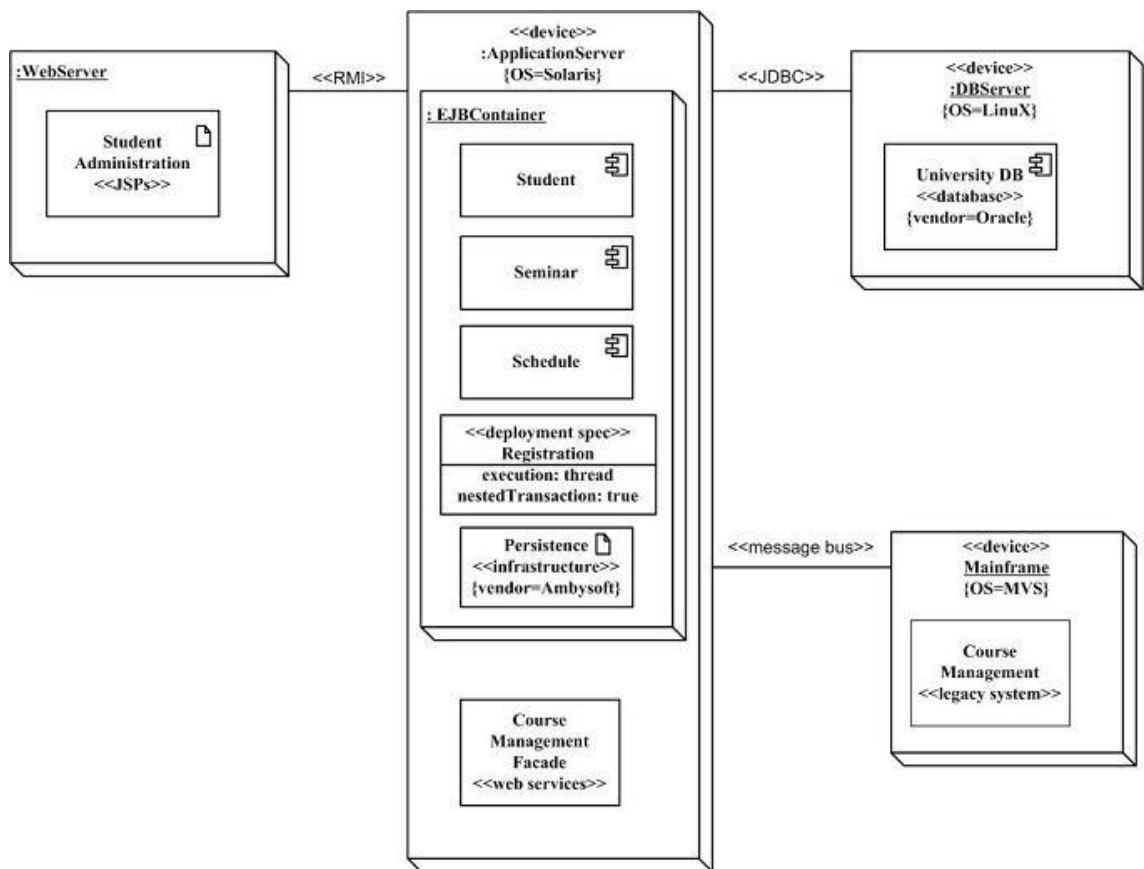 :WebServer
Student
Administration
<<JSPs>>
<<RMI>>
<<device>>
:ApplicationServer
{OS=Solaris}
: EJBContainer
Student
Seminar
Schedule
<<deployment spec>>
Registration
execution: thread
nestedTransaction: true
Persistence
<<infrastructure>>
{vendor=Ambysoft}
Course
Management
Facade
<<web services>>
<<JDBC>>
<<device>>
:DBServer
{OS=LinuX}
University DB
<<database>>
{vendor=Oracle}
<<message bus>>
<<device>>
Mainframe
{OS=MVS}
Course
Management
<<legacy system>>